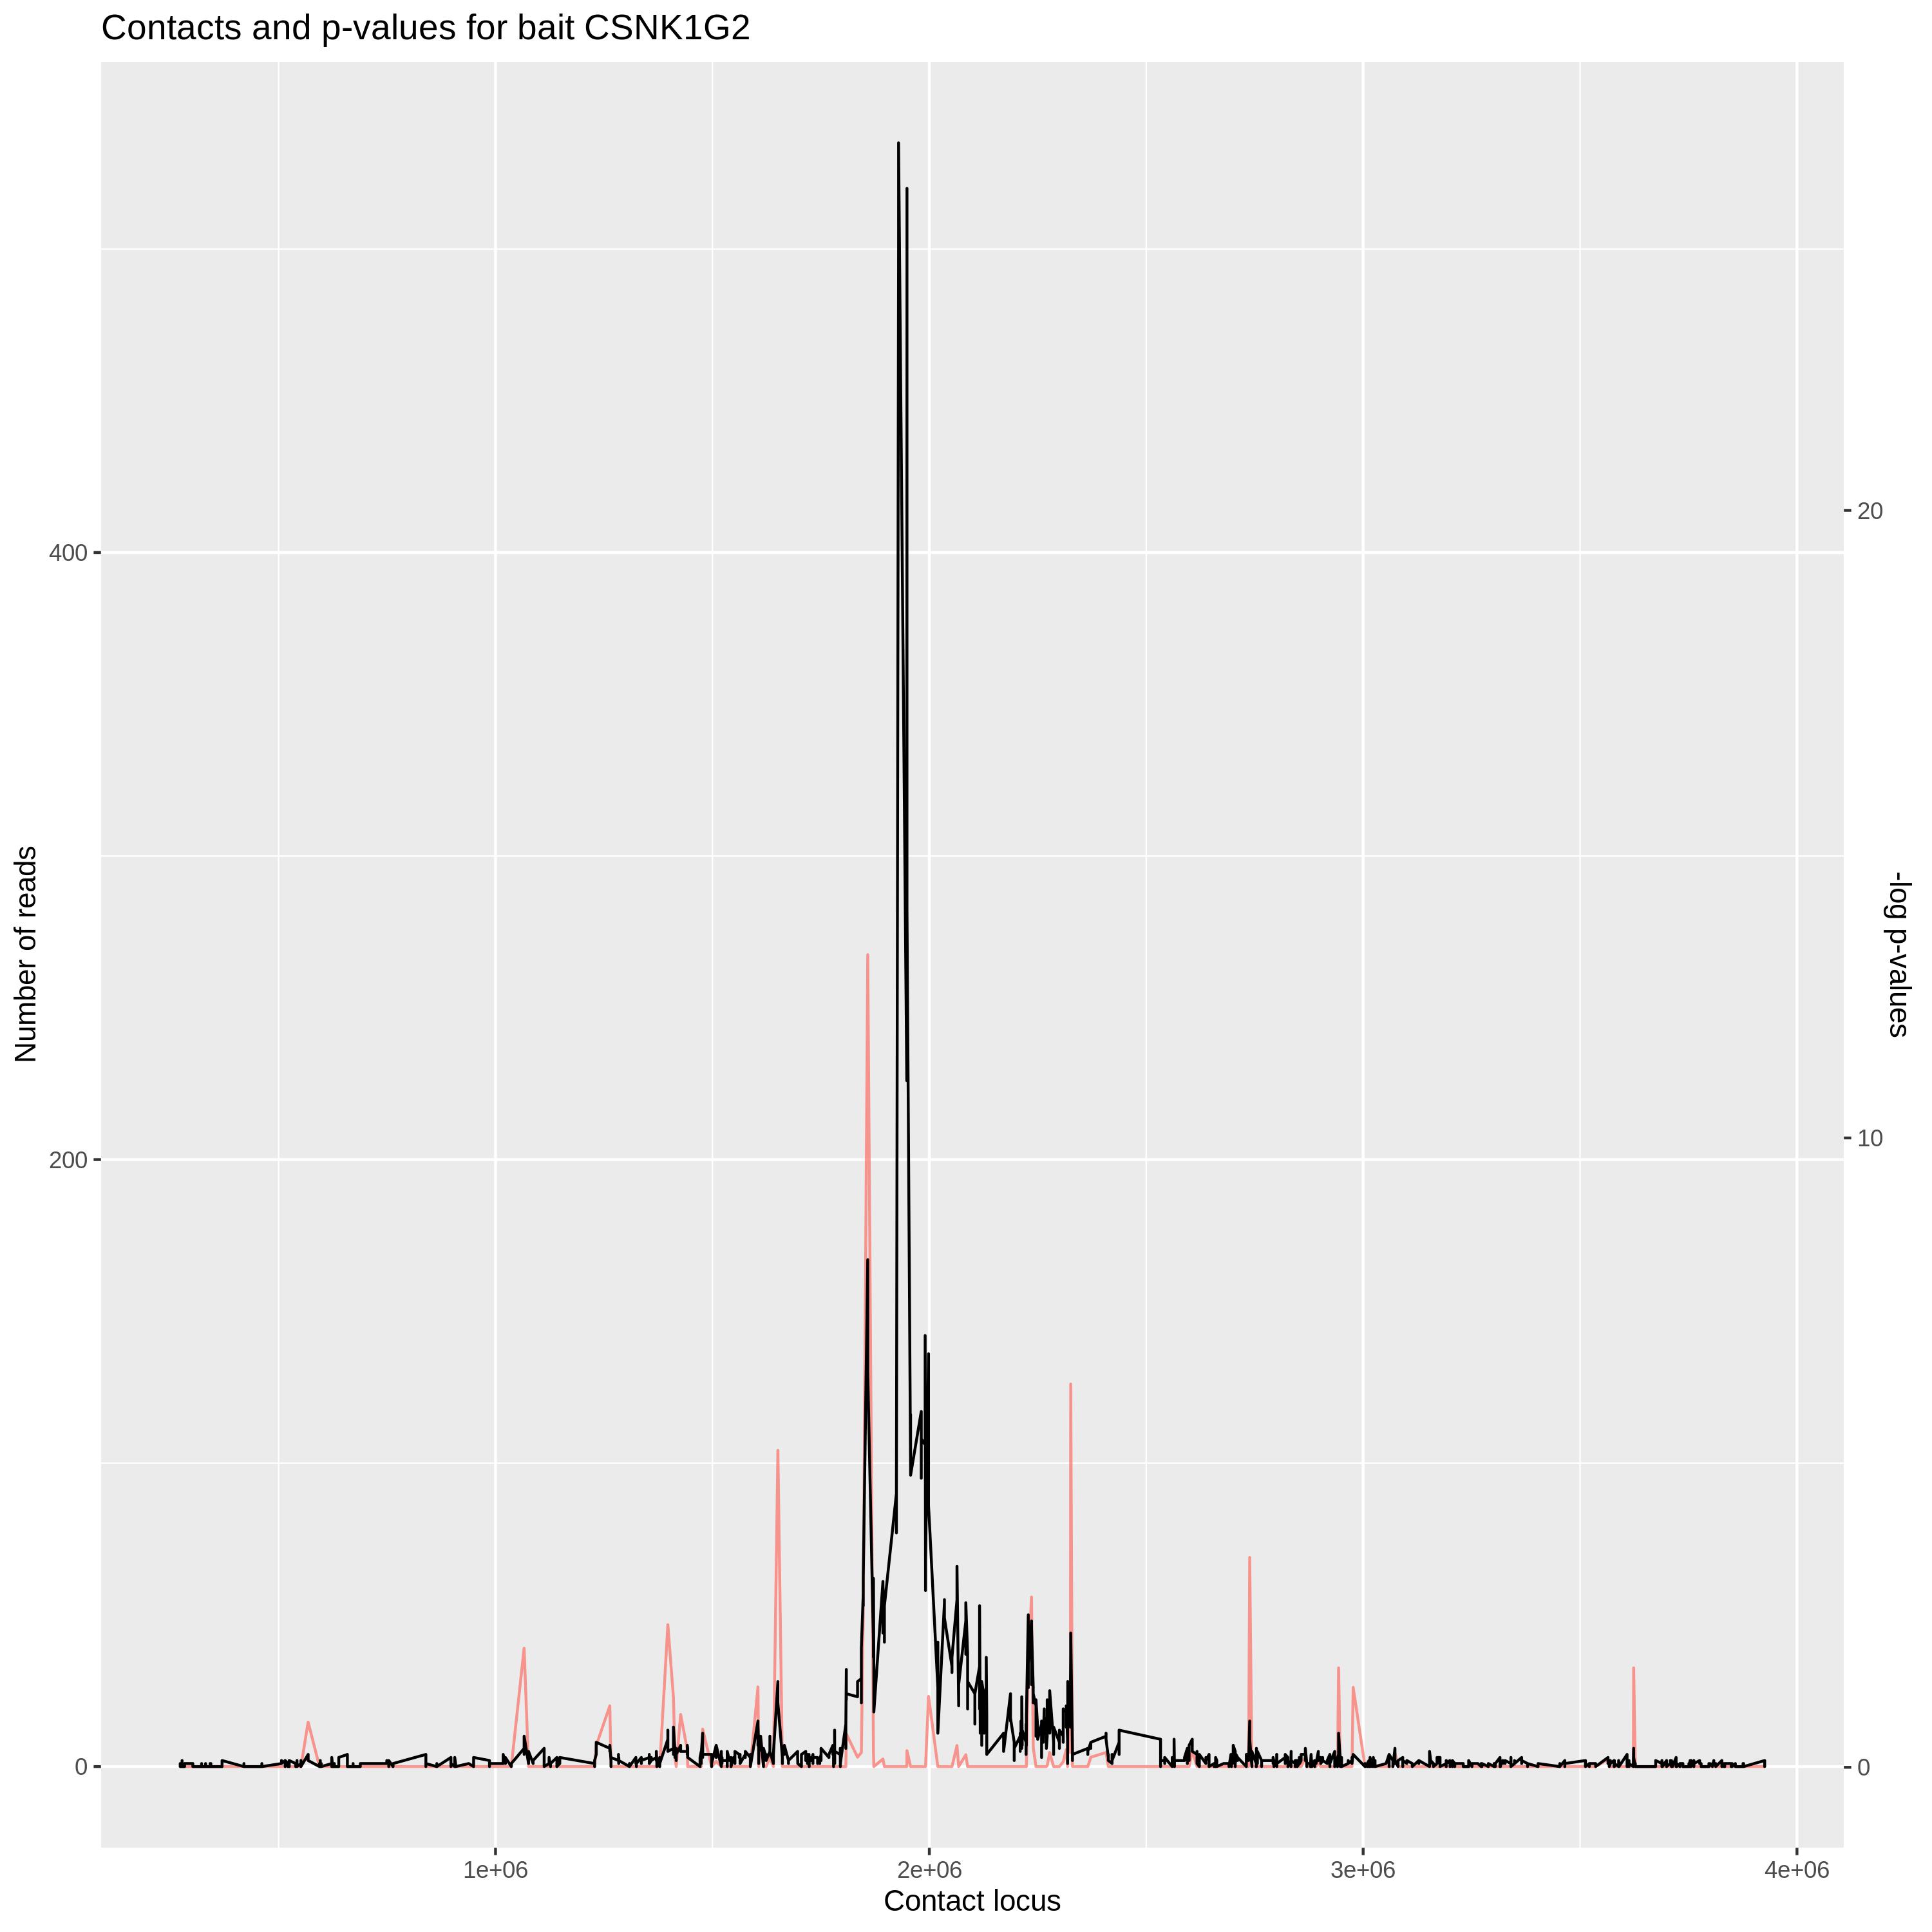 Contacts and p-values for bait CSNK1G2
Number of reads
400
200
0
20
10
0
-log p-values
1e+06
2e+06
3e+06
4e+06
Contact locus